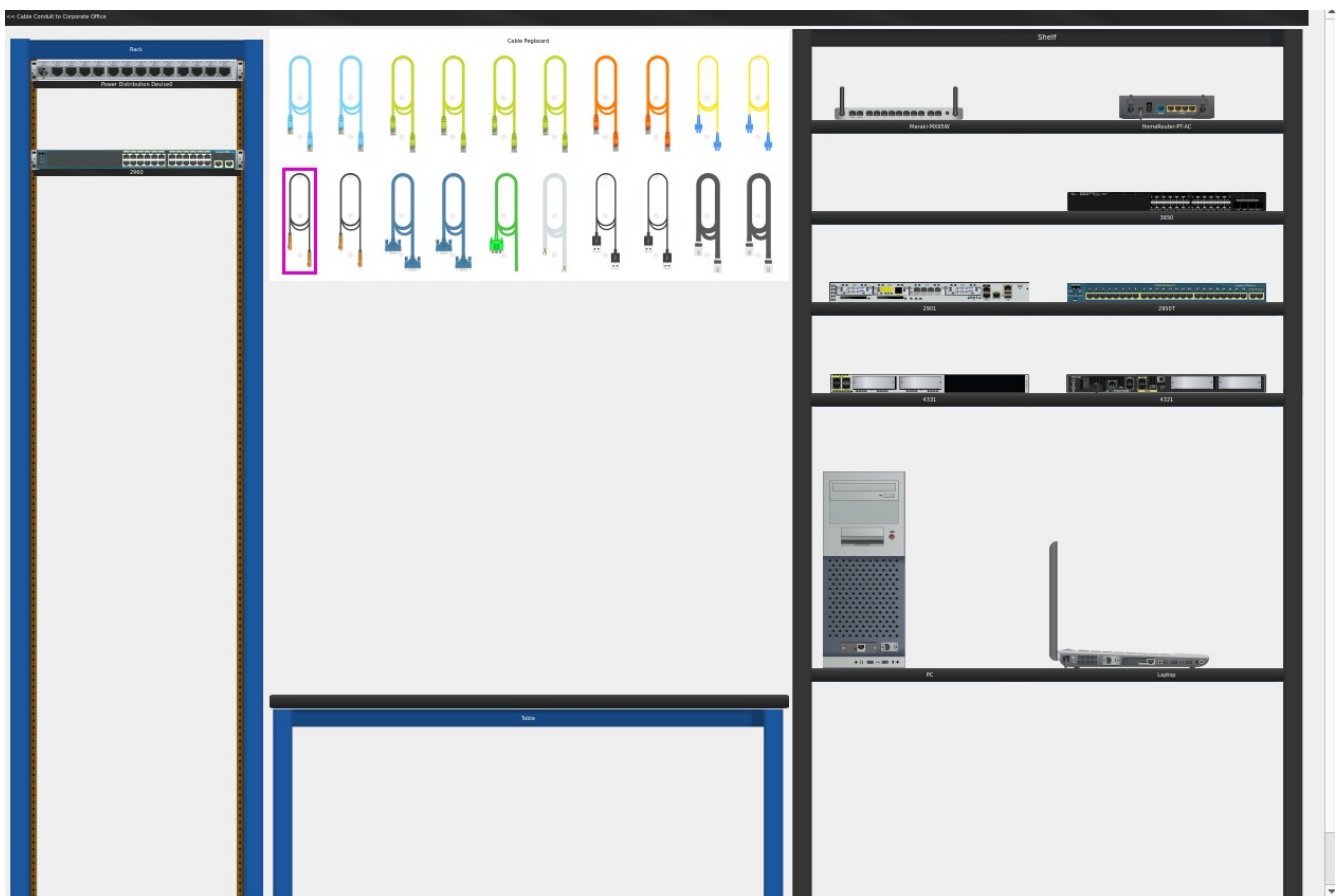 << Cable Conduit to Corporate Office
Rack
Power Distribution Device0
2960
Cable Pegboard
Table
Shelf
Meraki-MX65W
HomeRouter-PT-AC
3650
2901
2950T
4331
4321
PC
Laptop